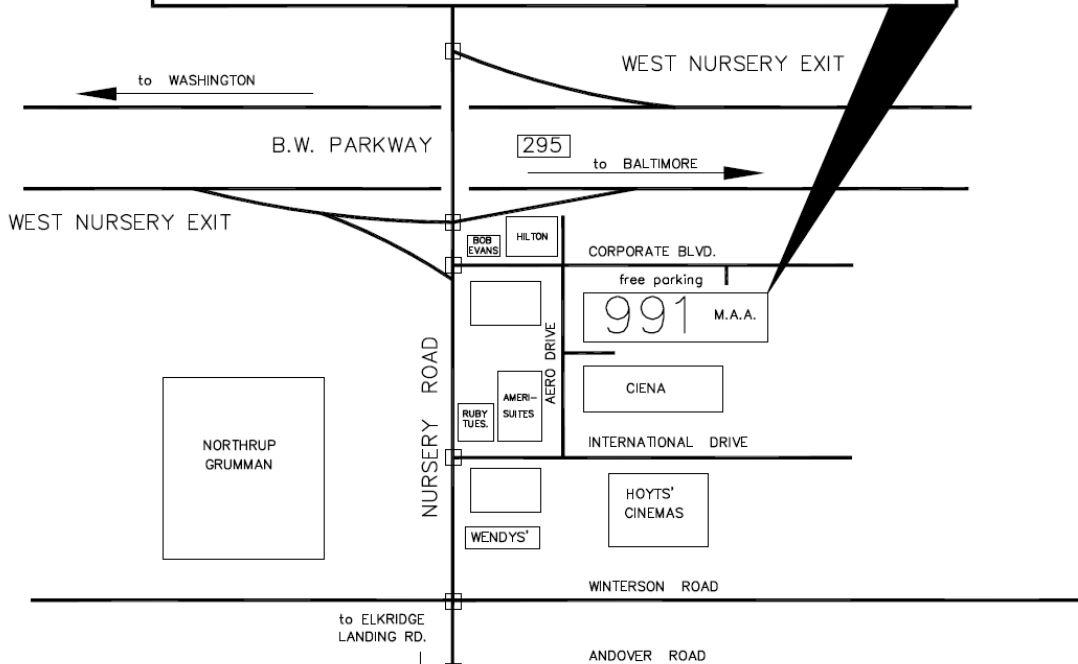 WEST NURSERY EXIT
to WASHINGTON
B.W. PARKWAY
295
to BALTIMORE
WEST NURSERY EXIT
BOB
EVANS
HILTON
CORPORATE BLVD.
free parking
991 M.A.A.
NURSERY ROAD
AERO DRIVE
CIENA
AMERI-
SUITES
RUBY
TUES.
NORTHRUP
GRUMMAN
INTERNATIONAL DRIVE
HOYTS'
CINEMAS
WENDYS'
WINTERSON ROAD
to ELKRIDGE
LANDING RD.
ANDOVER ROAD